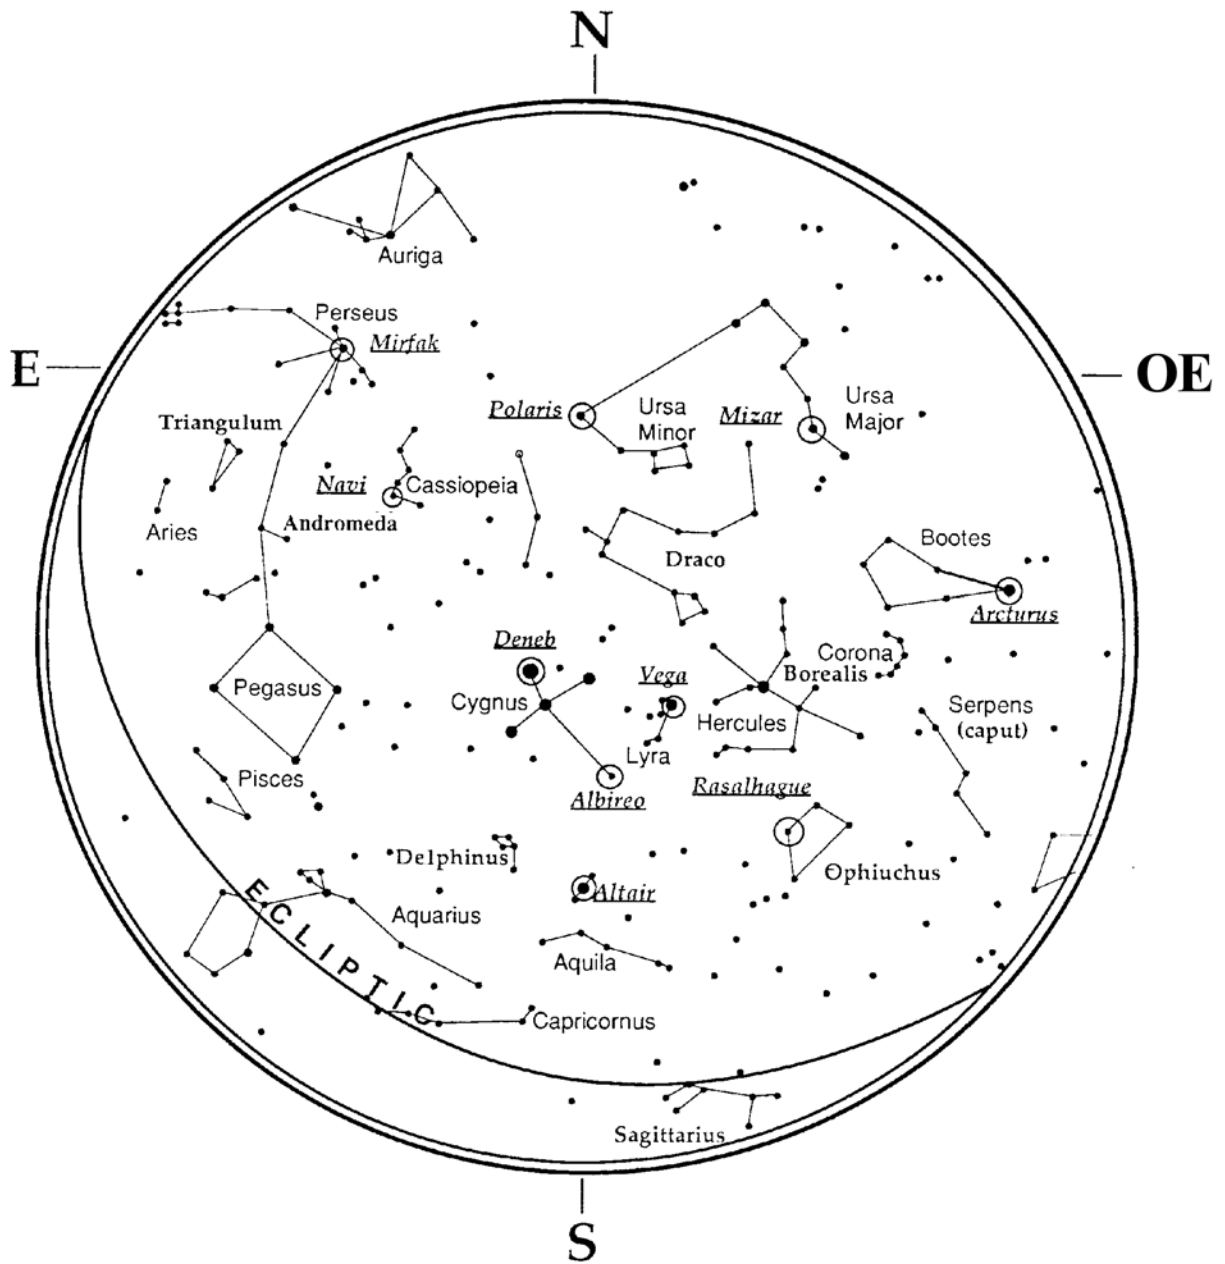 N
Auriga
Perseus
Mirfak
E
OE
Triangulum
Polaris
Ursa
Minor
Mizar
Ursa
Major
Navi
Cassiopeia
Aries
Andromeda
Draco
Bootes
Arcturus
Deneb
Vega
Corona
Borealis
Pegasus
Cygnus
Hercules
Serpens
(caput)
Lyra
Pisces
Albireo
Rasalhague
Delphinus
Ophiuchus
Altair
Aquarius
ECLIPTIC
Aquila
Capricornus
Sagittarius
S